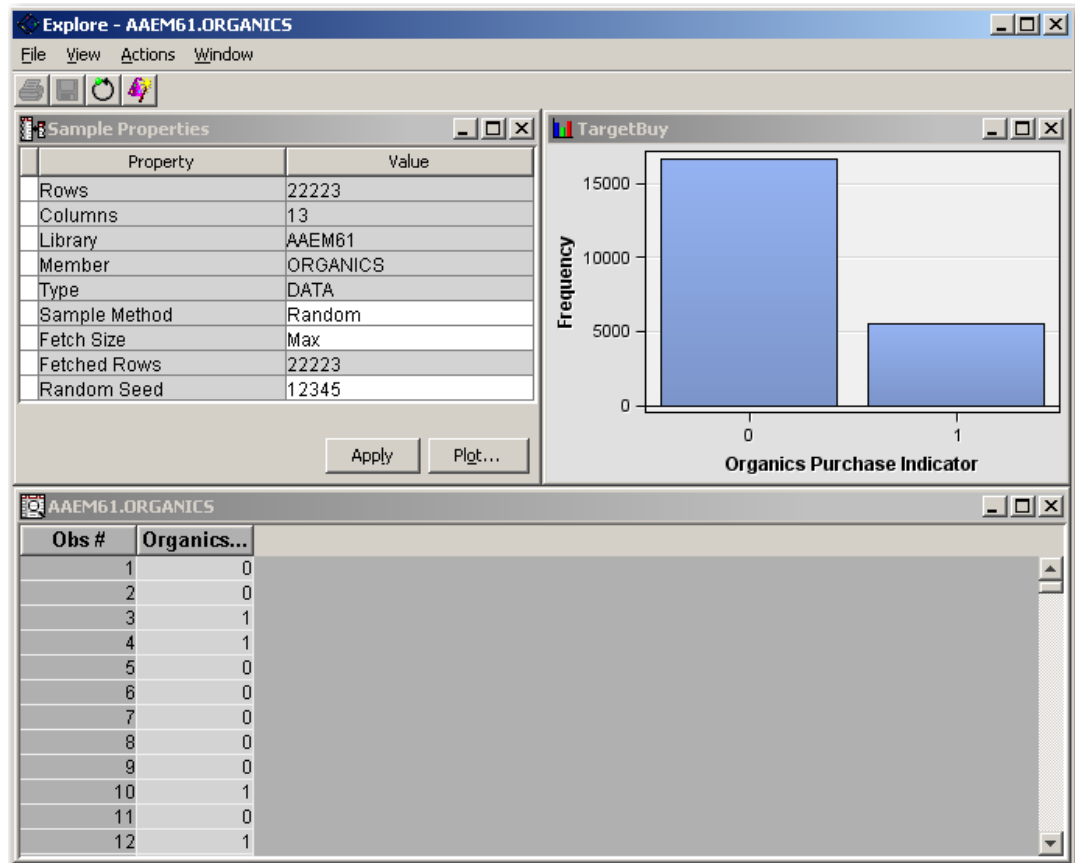 Explore - AAEM61.ORGANICS
File View Actions Window
Sample Properties
Property Value
Rows 22223
Columns 13
Library AAEM61
Member ORGANICS
Type DATA
Sample Method Random
Fetch Size Max
Fetched Rows 22223
Random Seed 12345
Apply Plot...
TargetBuy
Frequency
15000
10000
5000
0
0 1
Organics Purchase Indicator
AAEM61.ORGANICS
Obs # Organics...
1 0
2 0
3 1
4 1
5 0
6 0
7 0
8 0
9 0
10 1
11 0
12 1